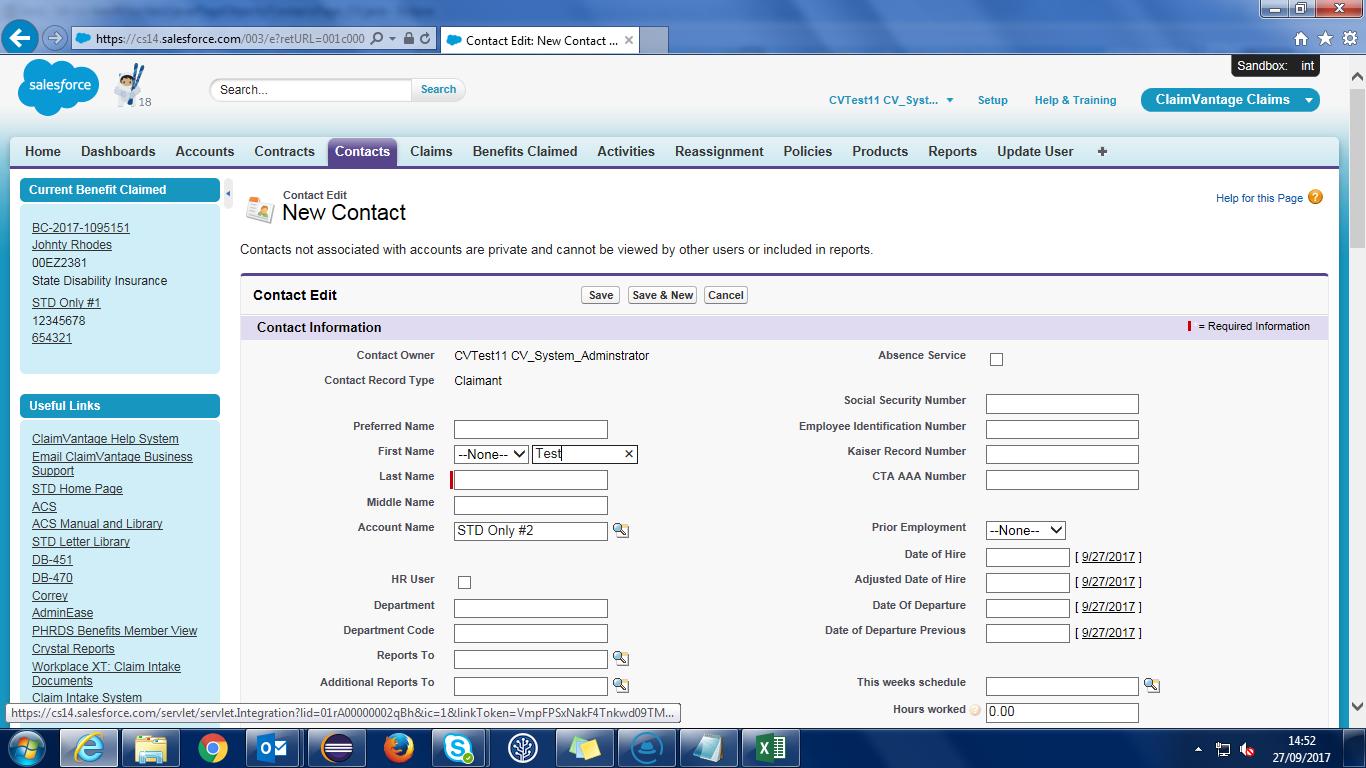 https://cs14.salesforce.com/003/e?retURL=001c000
Contact Edit: New Contact ...
Sandbox: int
salesforce
18
Search...
Search
CVTest11 CV_Syst...
Setup
Help & Training
ClaimVantage Claims
Home Dashboards Accounts Contracts Contacts Claims Benefits Claimed Activities Reassignment Policies Products Reports Update User +
Current Benefit Claimed
BC-2017-1095151
Johnty Rhodes
00EZ2381
State Disability Insurance
STD Only #1
12345678
654321
Useful Links
ClaimVantage Help System
Email ClaimVantage Business
Support
STD Home Page
ACS
ACS Manual and Library
STD Letter Library
DB-451
DB-470
Correy
AdminEase
PHRDS Benefits Member View
Crystal Reports
Workplace XT: Claim Intake
Documents
Claim Intake System
Contact Edit
New Contact
Help for this Page ?
Contacts not associated with accounts are private and cannot be viewed by other users or included in reports.
Contact Edit
Save Save & New Cancel
Contact Information
= Required Information
Contact Owner CVTest11 CV_System_Adminstrator
Absence Service
Contact Record Type Claimant
Social Security Number
Preferred Name
Employee Identification Number
First Name --None-- Test
Kaiser Record Number
Last Name
CTA AAA Number
Middle Name
Account Name STD Only #2
Prior Employment --None--
Date of Hire [ 9/27/2017 ]
HR User
Adjusted Date of Hire [ 9/27/2017 ]
Department
Date Of Departure [ 9/27/2017 ]
Department Code
Date of Departure Previous [ 9/27/2017 ]
Reports To
Additional Reports To
This weeks schedule
Hours worked 0.00
https://cs14.salesforce.com/servlet/servlet.Integration?lid=01rA00000002qBh&ic=1&linkToken=VmpFPSxNakF4Tnkwd09TM...
14:52
27/09/2017